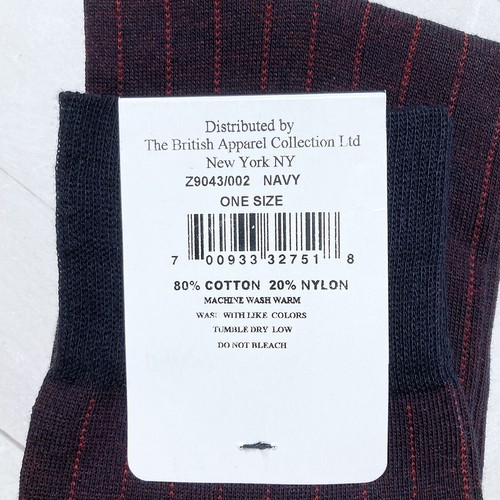 Distributed by
The British Apparel Collection Ltd
New York NY
Z9043/002 NAVY
ONE SIZE
7 00933 32751 8
80% COTTON 20% NYLON
MACHINE WASH WARM
WITH LIKE COLORS
TUMBLE DRY LOW
DO NOT BLEACH